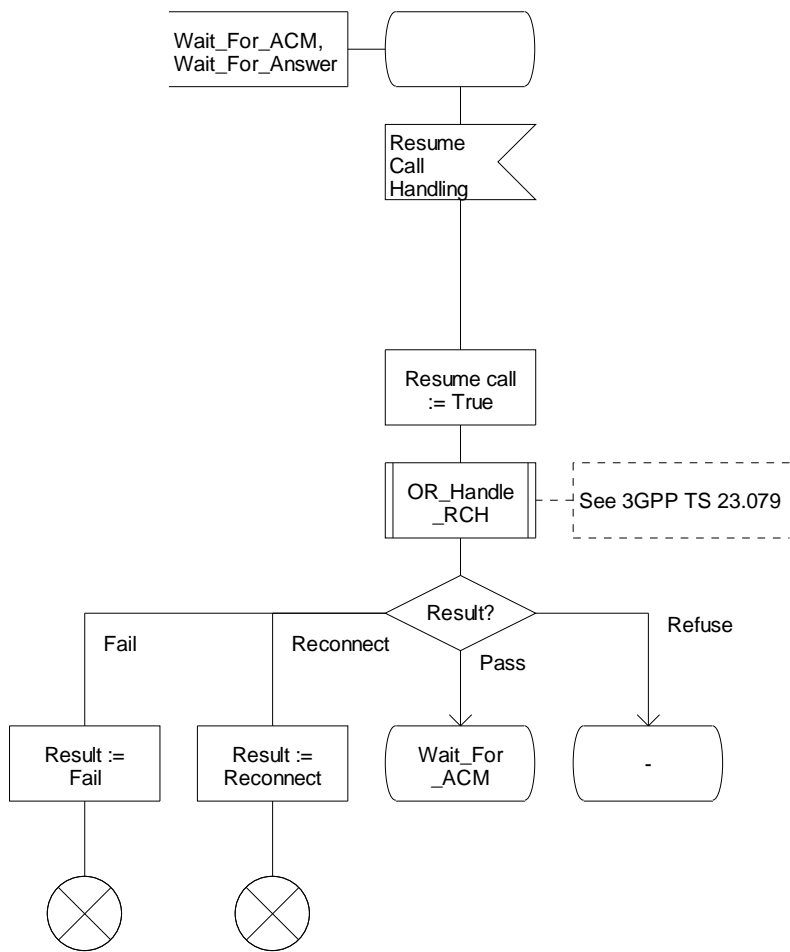 Wait_For_ACM,
Wait_For_Answer
Resume
Call
Handling
Resume call
:= True
OR_Handle
_RCH
See 3GPP TS 23.079
Result?
Fail
Reconnect
Pass
Refuse
Result :=
Fail
Result :=
Reconnect
Wait_For
_ACM
-